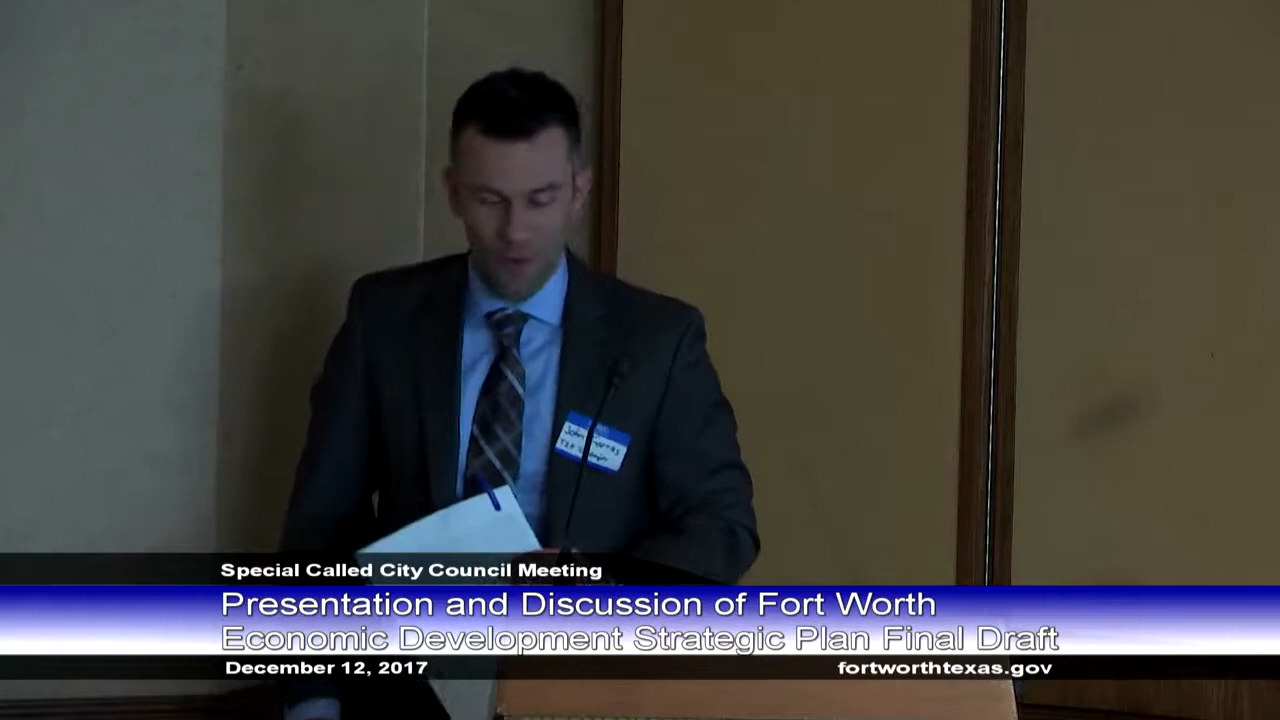 John
Special Called City Council Meeting
Presentation and Discussion of Fort Worth
Economic Development Strategic Plan Final Draft
December 12, 2017 fortworthtexas.gov